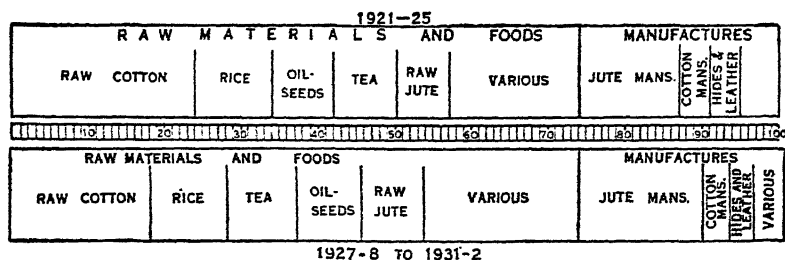 1921-25
RAW MATERIALS AND FOODS MANUFACTURES
RAW COTTON RICE OIL-SEEDS TEA RAW JUTE VARIOUS JUTE MANS. COTTON MANS. HIDES & LEATHER
10 20 30 40 50 60 70 80 90 100
RAW MATERIALS AND FOODS MANUFACTURES
RAW COTTON RICE TEA OIL-SEEDS RAW JUTE VARIOUS JUTE MANS. COTTON MANS. HIDES AND LEATHER VARIOUS
1927-8 TO 1931-2